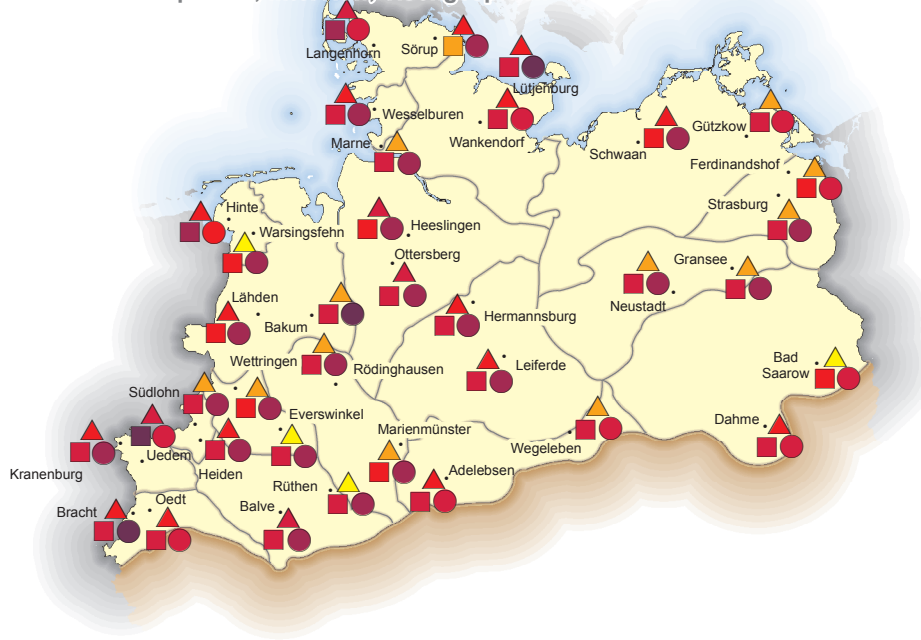 Langenhorn
Sörup
Lütjenburg
Wesselburen
Wankendorf
Gützkow
Marne
Schwaan
Ferdinandshof
Strasburg
Hinte
Warsingsfehn
Heeslingen
Ottersberg
Gransee
Lähden
Neustadt
Bakum
Hermannsburg
Wettringen
Rödinghausen
Leiferde
Bad
Saarow
Südlohn
Everswinkel
Marienmünster
Dahme
Wegeleben
Uedem
Kranenburg
Heiden
Adelebsen
Rüthen
Oedt
Bracht
Balve